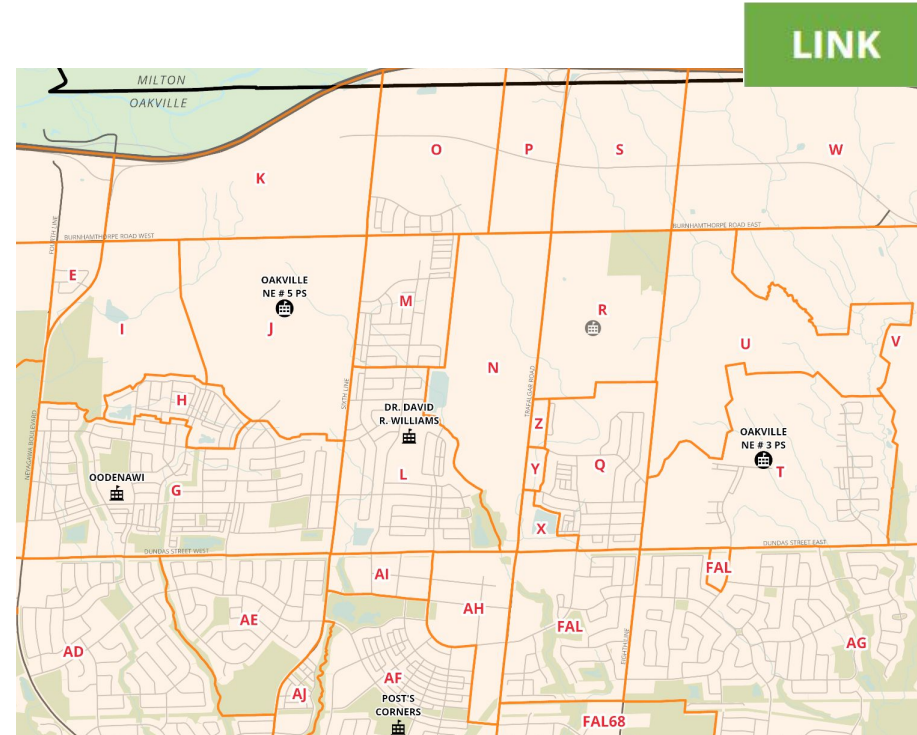 LINK
MILTON
OAKVILLE
O
P
S
W
K
FOURTH LINE
BURNHAMTHORPE ROAD WEST
BURNHAMTHORPE ROAD EAST
E
OAKVILLE
NE # 5 PS
I
J
M
R
N
U
V
SIXTH LINE
TRAFALGAR ROAD
H
DR. DAVID
R. WILLIAMS
NEYAGAWA BOULEVARD
Z
OAKVILLE
NE # 3 PS
OODENAWI
L
Y
Q
T
G
X
DUNDAS STREET WEST
DUNDAS STREET EAST
AI
FAL
AH
AE
FAL
AD
EIGHTH LINE
AG
AF
AJ
POST'S
CORNERS
FAL68